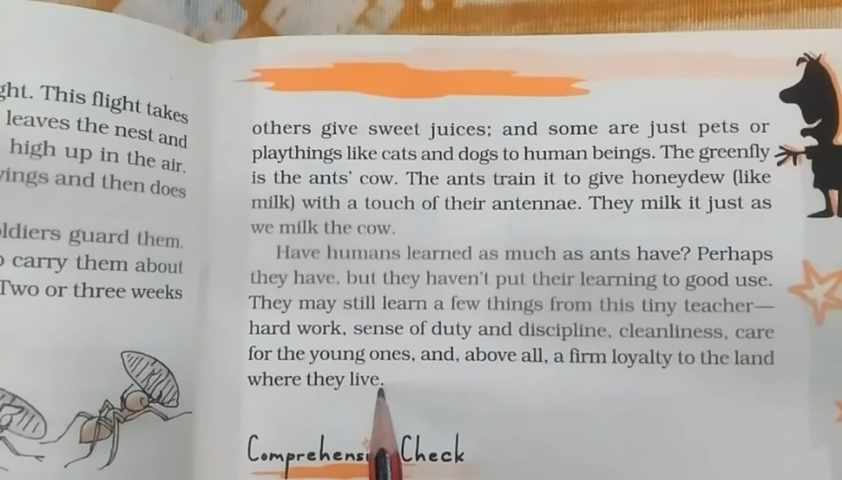 ght. This flight takes
leaves the nest and
high up in the air.
ings and then does
ldiers guard them.
carry them about
Two or three weeks
others give sweet juices; and some are just pets or
playthings like cats and dogs to human beings. The greenfly
is the ants' cow. The ants train it to give honeydew (like
milk) with a touch of their antennae. They milk it just as
we milk the cow.
Have humans learned as much as ants have? Perhaps
they have, but they haven't put their learning to good use.
They may still learn a few things from this tiny teacher—
hard work, sense of duty and discipline, cleanliness, care
for the young ones, and, above all, a firm loyalty to the land
where they live.
Comprehensi Check